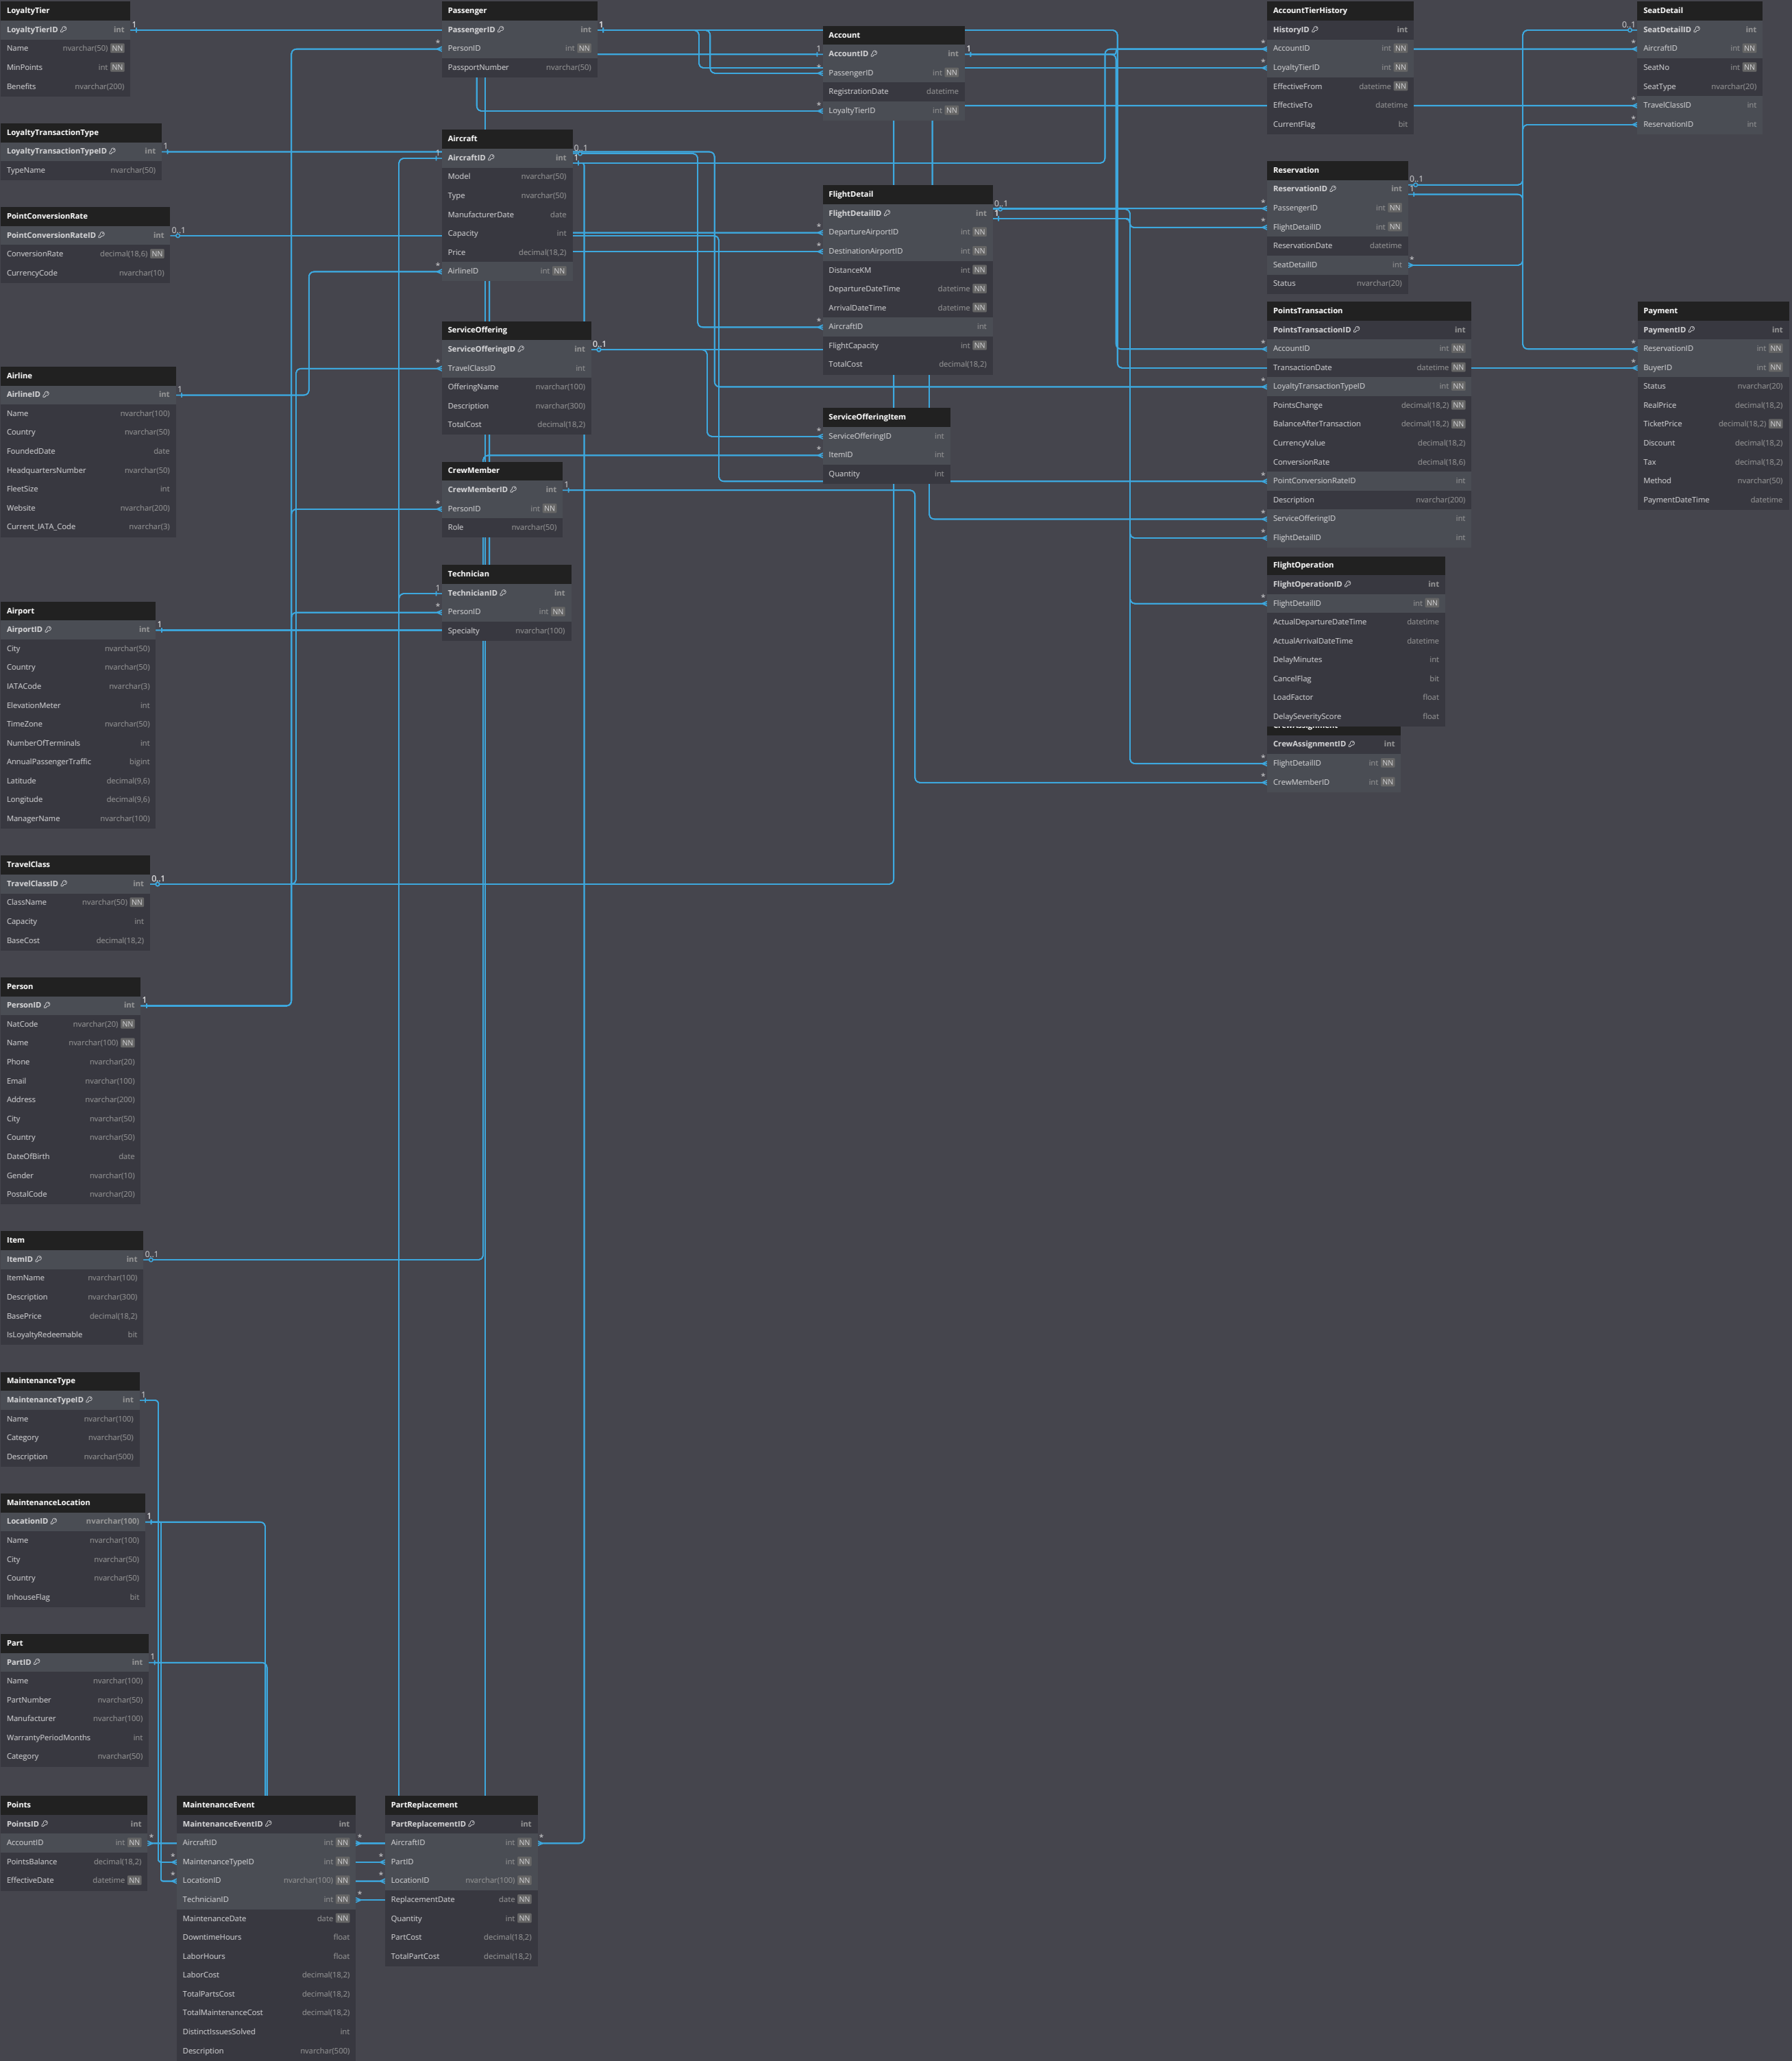 LoyaltyTier
LoyaltyTierID int
Name nvarchar(50) NN
MinPoints int NN
Benefits nvarchar(200)
LoyaltyTransactionType
LoyaltyTransactionTypeID int
TypeName nvarchar(50)
PointConversionRate
PointConversionRateID int
ConversionRate decimal(18,6) NN
CurrencyCode nvarchar(10)
Airline
AirlineID int
Name nvarchar(100)
Country nvarchar(50)
FoundedDate date
HeadquartersNumber nvarchar(50)
FleetSize int
Website nvarchar(200)
Current_IATA_Code nvarchar(3)
Airport
AirportID int
City nvarchar(50)
Country nvarchar(50)
IATACode nvarchar(3)
ElevationMeter int
TimeZone nvarchar(50)
NumberOfTerminals int
AnnualPassengerTraffic bigint
Latitude decimal(9,6)
Longitude decimal(9,6)
ManagerName nvarchar(100)
TravelClass
TravelClassID int
ClassName nvarchar(50) NN
Capacity int
BaseCost decimal(18,2)
Person
PersonID int
NatCode nvarchar(20) NN
Name nvarchar(100) NN
Phone nvarchar(20)
Email nvarchar(100)
Address nvarchar(200)
City nvarchar(50)
Country nvarchar(50)
DateOfBirth date
Gender nvarchar(10)
PostalCode nvarchar(20)
Item
ItemID int
ItemName nvarchar(100)
Description nvarchar(300)
BasePrice decimal(18,2)
IsLoyaltyRedeemable bit
MaintenanceType
MaintenanceTypeID int
Name nvarchar(100)
Category nvarchar(50)
Description nvarchar(500)
MaintenanceLocation
LocationID nvarchar(100)
Name nvarchar(100)
City nvarchar(50)
Country nvarchar(50)
InhouseFlag bit
Part
PartID int
Name nvarchar(100)
PartNumber nvarchar(50)
Manufacturer nvarchar(100)
WarrantyPeriodMonths int
Category nvarchar(50)
Points
PointsID int
AccountID int NN
PointsBalance decimal(18,2)
EffectiveDate datetime NN
MaintenanceEvent
MaintenanceEventID int
AircraftID int NN
MaintenanceTypeID int NN
LocationID nvarchar(100) NN
TechnicianID int NN
MaintenanceDate date NN
DowntimeHours float
LaborHours float
LaborCost decimal(18,2)
TotalPartsCost decimal(18,2)
TotalMaintenanceCost decimal(18,2)
DistinctIssuesSolved int
Description nvarchar(500)
PartReplacement
PartReplacementID int
AircraftID int NN
PartID int NN
LocationID nvarchar(100) NN
ReplacementDate date NN
Quantity int NN
PartCost decimal(18,2)
TotalPartCost decimal(18,2)
Passenger
PassengerID int
PersonID int NN
PassportNumber nvarchar(50)
Aircraft
AircraftID int
Model nvarchar(50)
Type nvarchar(50)
ManufacturerDate date
Capacity int
Price decimal(18,2)
AirlineID int NN
ServiceOffering
ServiceOfferingID int
TravelClassID int
OfferingName nvarchar(100)
Description nvarchar(300)
TotalCost decimal(18,2)
CrewMember
CrewMemberID int
PersonID int NN
Role nvarchar(50)
Technician
TechnicianID int
PersonID int NN
Specialty nvarchar(100)
Account
AccountID int
PassengerID int NN
RegistrationDate datetime
LoyaltyTierID int NN
FlightDetail
FlightDetailID int
DepartureAirportID int NN
DestinationAirportID int NN
DistanceKM int NN
DepartureDateTime datetime NN
ArrivalDateTime datetime NN
AircraftID int
FlightCapacity int NN
TotalCost decimal(18,2)
ServiceOfferingItem
ServiceOfferingID int
ItemID int
Quantity int
AccountTierHistory
HistoryID int
AccountID int NN
LoyaltyTierID int NN
EffectiveFrom datetime NN
EffectiveTo datetime
CurrentFlag bit
Reservation
ReservationID int
PassengerID int NN
FlightDetailID int NN
ReservationDate datetime
SeatDetailID int
Status nvarchar(20)
PointsTransaction
PointsTransactionID int
AccountID int NN
TransactionDate datetime NN
LoyaltyTransactionTypeID int NN
PointsChange decimal(18,2) NN
BalanceAfterTransaction decimal(18,2) NN
CurrencyValue decimal(18,2)
ConversionRate decimal(18,6)
PointConversionRateID int
Description nvarchar(200)
ServiceOfferingID int
FlightDetailID int
FlightOperation
FlightOperationID int
FlightDetailID int NN
ActualDepartureDateTime datetime
ActualArrivalDateTime datetime
DelayMinutes int
CancelFlag bit
LoadFactor float
DelaySeverityScore float
CrewAssignment
CrewAssignmentID int
FlightDetailID int NN
CrewMemberID int NN
SeatDetail
SeatDetailID int
AircraftID int NN
SeatNo int NN
SeatType nvarchar(20)
TravelClassID int
ReservationID int
Payment
PaymentID int
ReservationID int NN
BuyerID int NN
Status nvarchar(20)
RealPrice decimal(18,2)
TicketPrice decimal(18,2) NN
Discount decimal(18,2)
Tax decimal(18,2)
Method nvarchar(50)
PaymentDateTime datetime